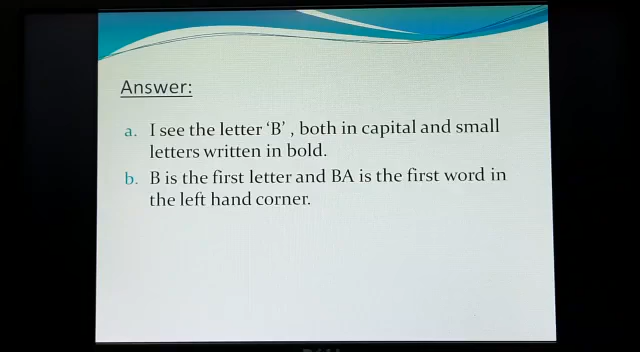 Answer:
a. I see the letter ‘B’ , both in capital and small
letters written in bold.
b. B is the first letter and BA is the first word in
the left hand corner.